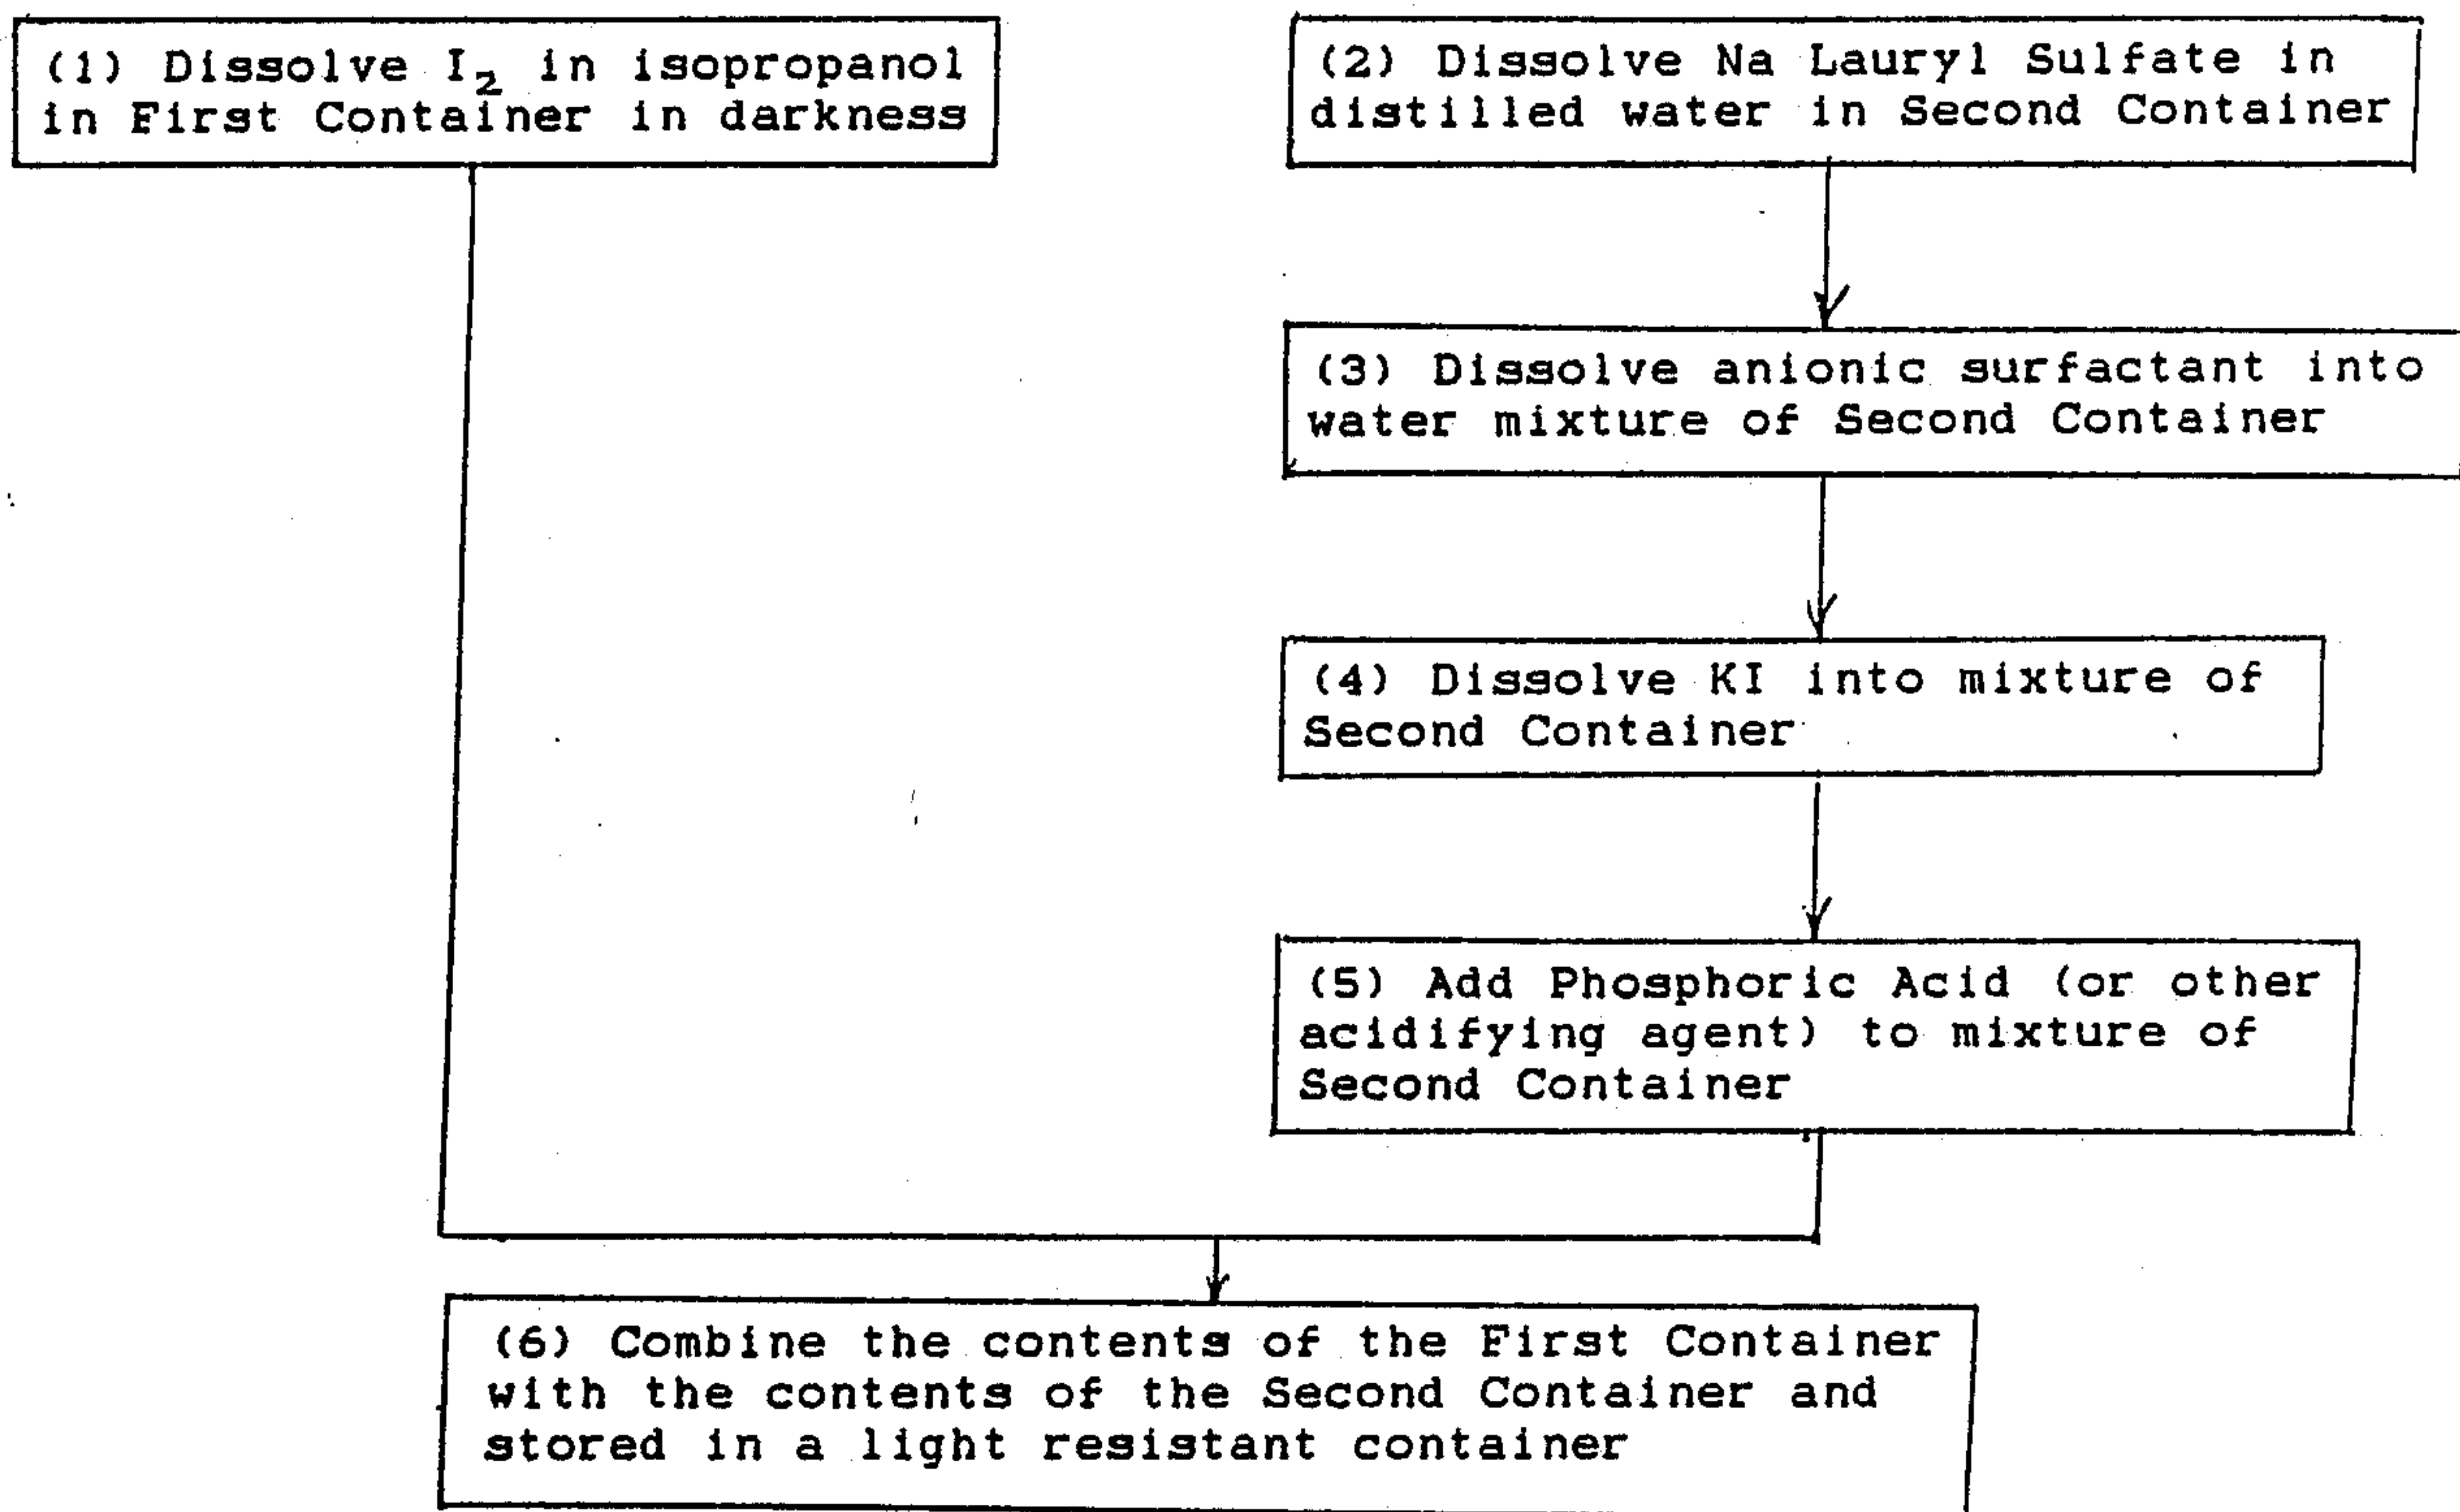 (1) Dissolve I₂ in isopropanol
in First Container in darkness
(2) Dissolve Na Lauryl Sulfate in
distilled water in Second Container
(3) Dissolve anionic surfactant into
water mixture of Second Container
(4) Dissolve KI into mixture of
Second Container
(5) Add Phosphoric Acid (or other
acidifying agent) to mixture of
Second Container
(6) Combine the contents of the First Container
with the contents of the Second Container and
stored in a light resistant container